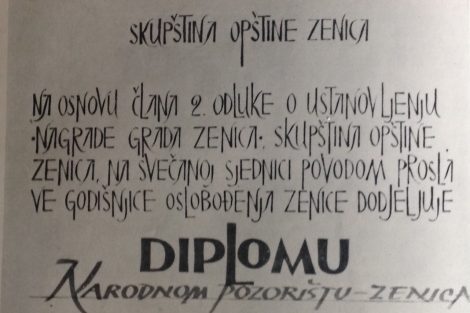 SKUPŠTINA OPŠTINE ZENICA
NA OSNOVU ČLANA 2. ODLUKE O USTANOVLJENJU
·NAGRADE GRADA ZENICA·, SKUPŠTINA OPŠTINE
ZENICA, NA SVEČANOJ SJEDNICI POVODOM PROSLA
VE GODIŠNJICE OSLOBOĐENJA ZENICE DODJELJUJE
DIPLOMU
NARODNOM POZORIŠTU-ZENICA